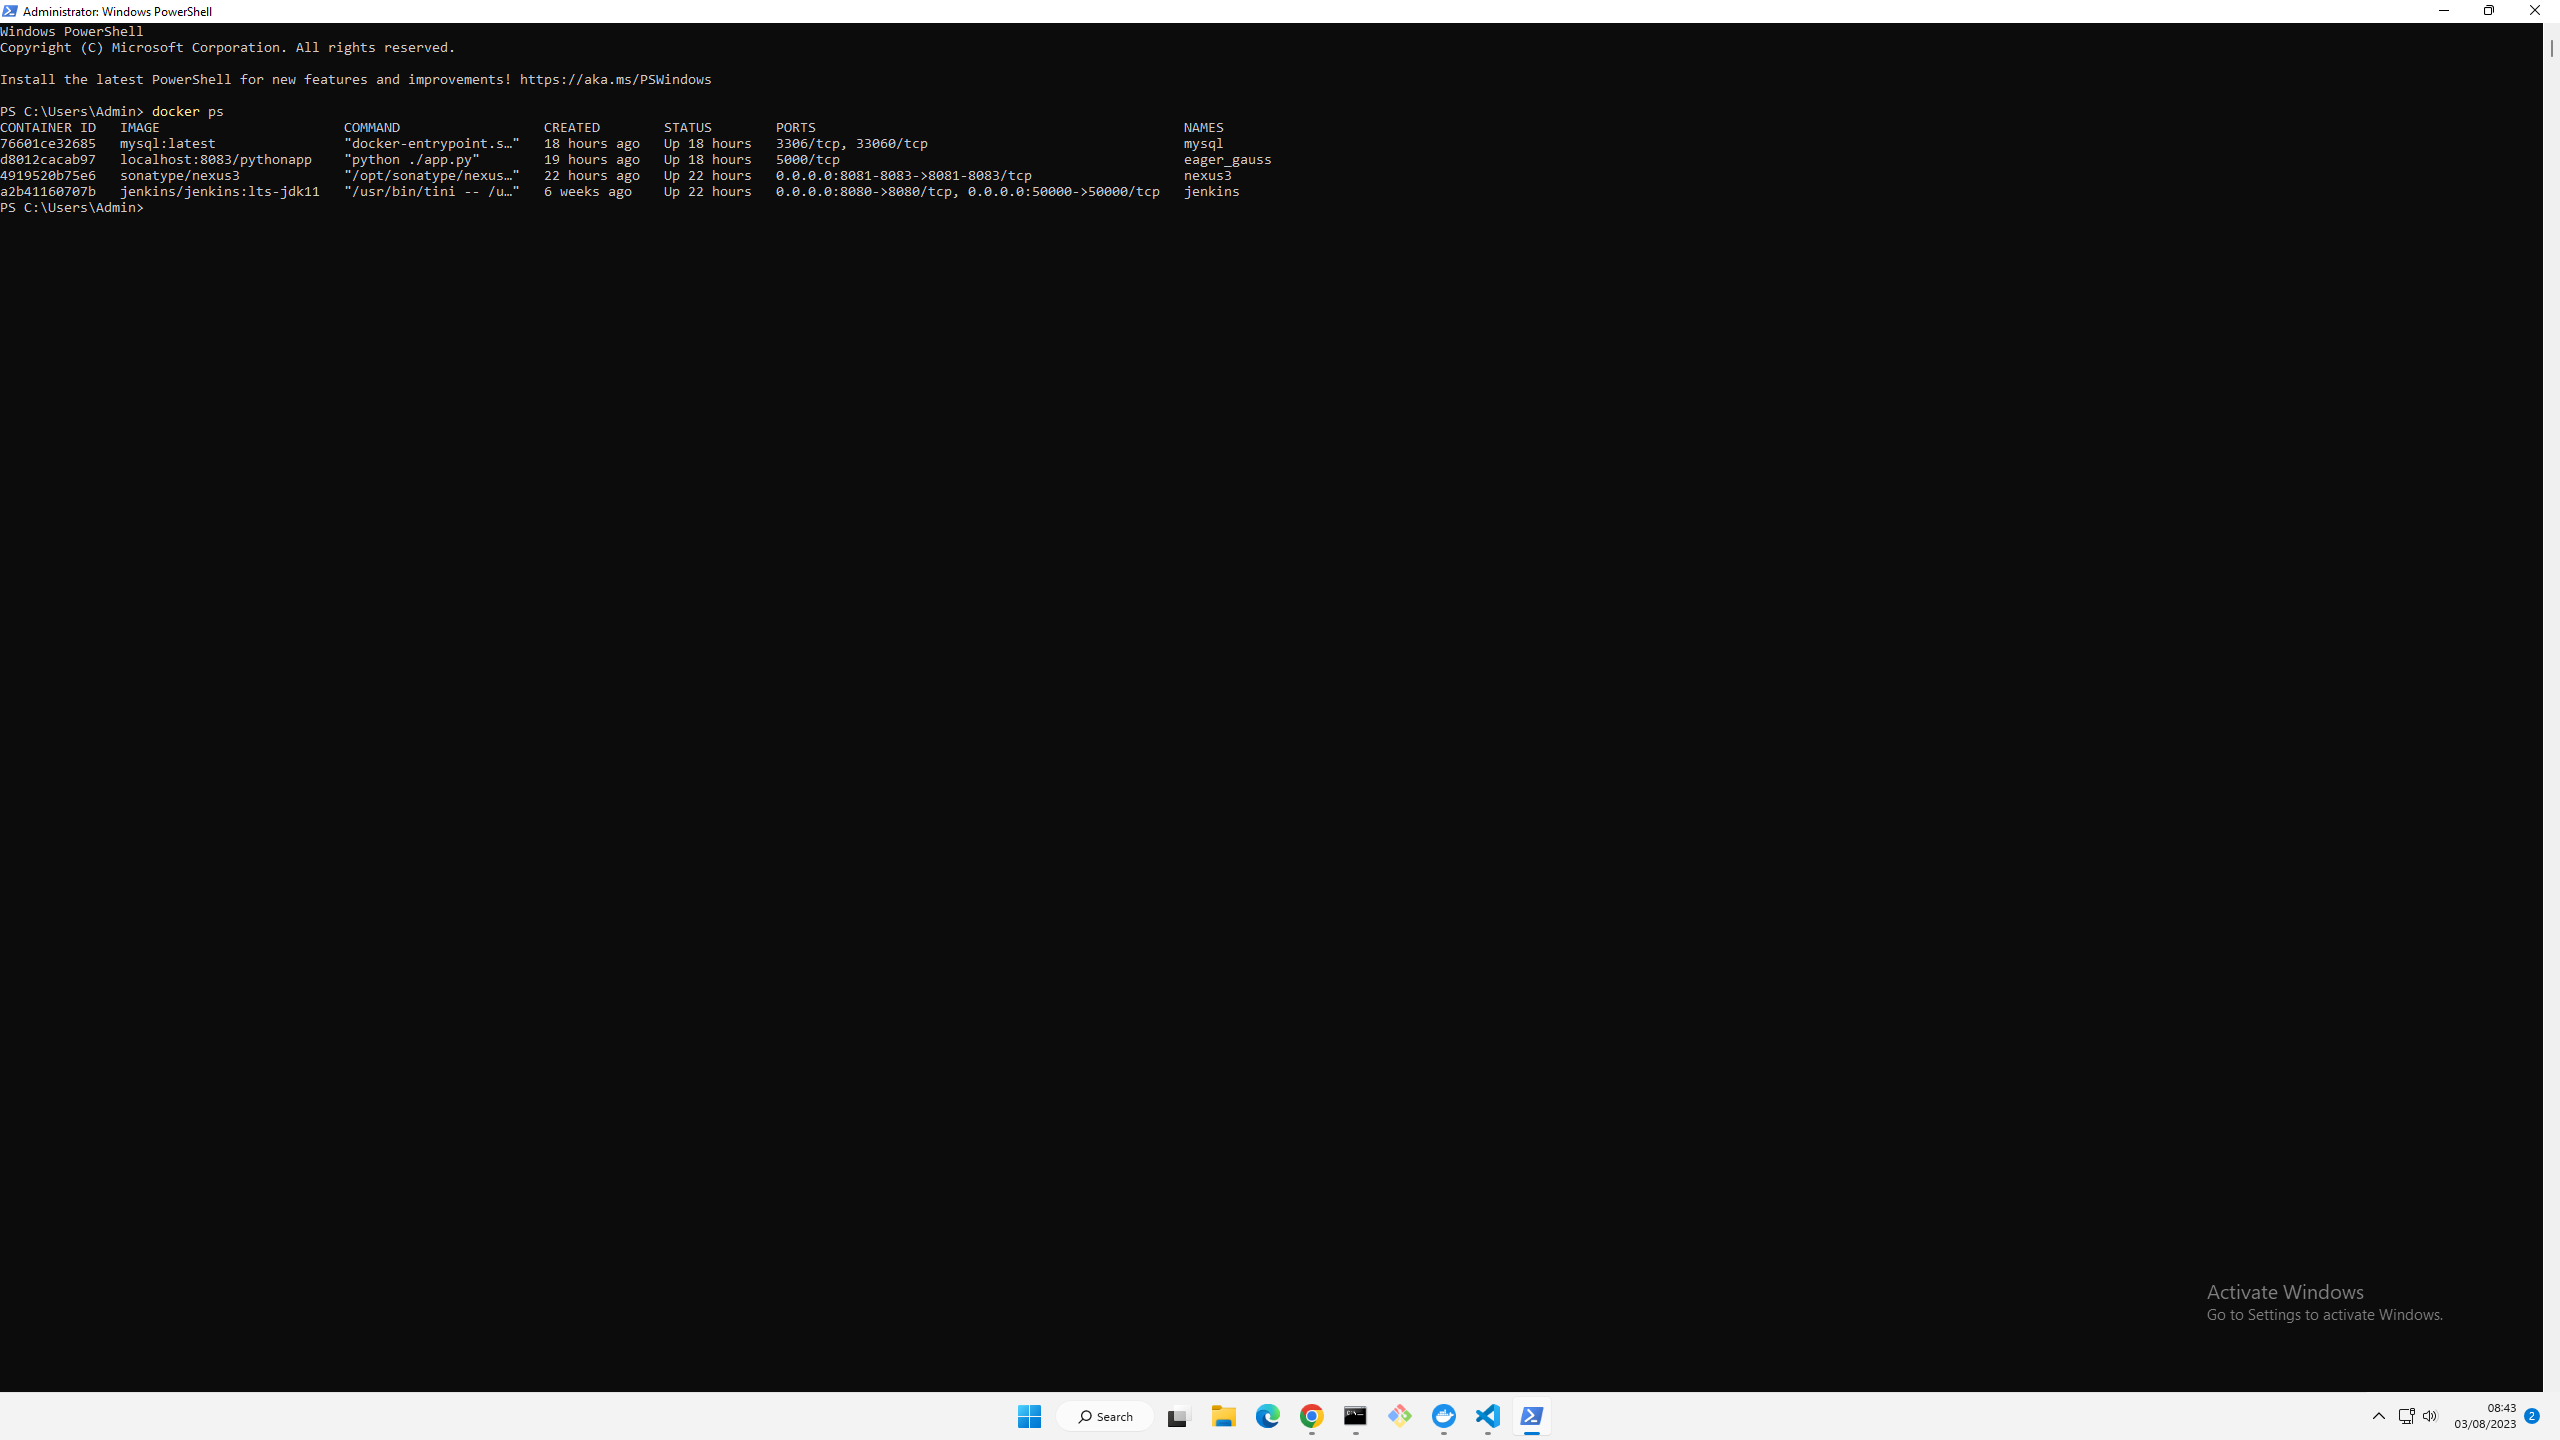 Administrator: Windows PowerShell
Windows PowerShell
Copyright (C) Microsoft Corporation. All rights reserved.
Install the latest PowerShell for new features and improvements! https://aka.ms/PSWindows
PS C:\Users\Admin> docker ps
CONTAINER ID   IMAGE                       COMMAND                  CREATED        STATUS        PORTS                                              NAMES
76601ce32685   mysql:latest                "docker-entrypoint.s…"   18 hours ago   Up 18 hours   3306/tcp, 33060/tcp                                mysql
d8012cacab97   localhost:8083/pythonapp    "python ./app.py"        19 hours ago   Up 18 hours   5000/tcp                                           eager_gauss
4919520b75e6   sonatype/nexus3             "/opt/sonatype/nexus…"   22 hours ago   Up 22 hours   0.0.0.0:8081-8083->8081-8083/tcp                   nexus3
a2b41160707b   jenkins/jenkins:lts-jdk11   "/usr/bin/tini -- /u…"   6 weeks ago    Up 22 hours   0.0.0.0:8080->8080/tcp, 0.0.0.0:50000->50000/tcp   jenkins
PS C:\Users\Admin>
Activate Windows
Go to Settings to activate Windows.
Search
08:43
03/08/2023
2